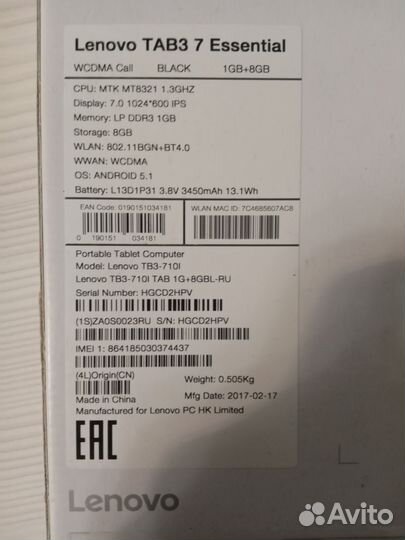 Lenovo TAB3 7 Essential
WCDMA Call BLACK 1GB+8GB
CPU: MTK MT8321 1.3GHZ
Display: 7.0 1024*600 IPS
Memory: LP DDR3 1GB
Storage: 8GB
WLAN: 802.11BGN+BT4.0
WWAN: WCDMA
OS: ANDROID 5.1
Battery: L13D1P31 3.8V 3450mAh 13.1Wh
EAN Code: 0190151034181 WLAN MAC ID: 7C4685607AC8
0 190151 034181
Portable Tablet Computer
Model: Lenovo TB3-710I
Lenovo TB3-710I TAB 1G+8GBL-RU
Serial Number: HGCD2HPV
(1S)ZA0S0023RU S/N: HGCD2HPV
IMEI 1: 864185030374437
(4L)Origin(CN) Weight: 0.505Kg
Made in China Mfg Date: 2017-02-17
Manufactured for Lenovo PC HK Limited
EAC
Lenovo
Avito